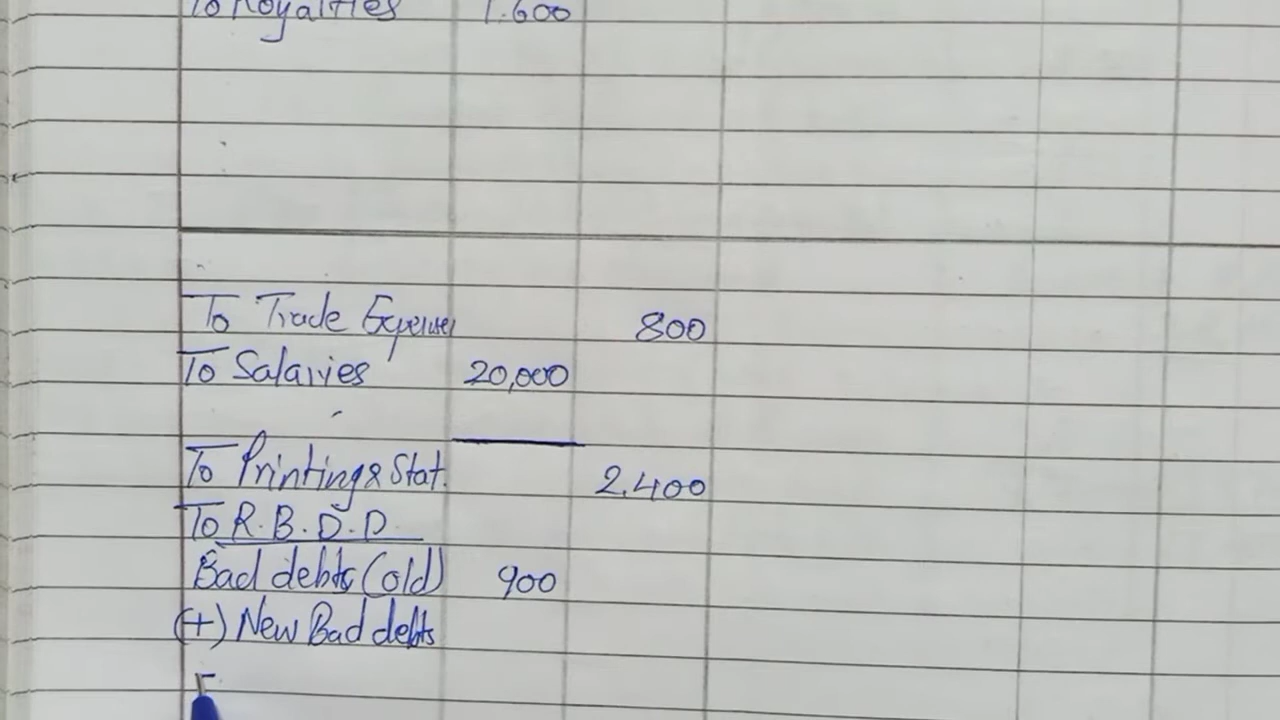 To Royalties 1.600
To Trade Expenses 800
To Salaries 20,000
To Printing & Stat. 2,400
To R.B.D.D.
Bad debts (old) 900
(+) New Bad debts